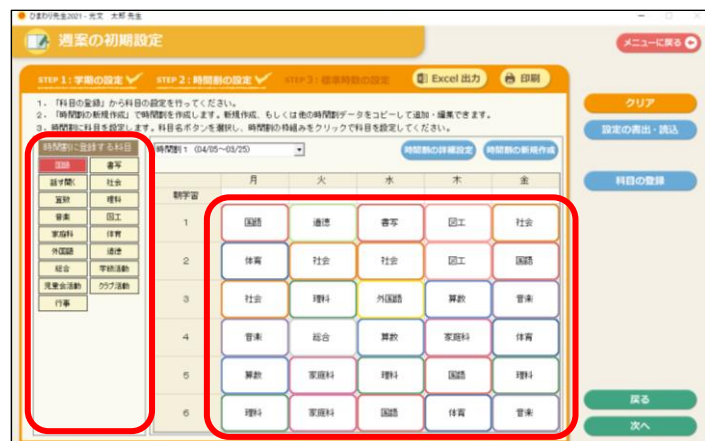 ひまわり先生2021 - 光文 太郎 先生
週案の初期設定
メニューに戻る
STEP 1：学期の設定 STEP 2：時間割の設定 STEP 3：標準時数の設定 Excel 出力 印刷
1．「科目の登録」から科目の設定を行ってください。
2．「時間割の新規作成」で時間割を作成します。新規作成、もしくは他の時間割データをコピーして追加・編集できます。
3．時間割に科目を設定します。科目名ボタンを選択し、時間割の枠組みをクリックで科目を設定してください。
クリア
設定の書出・読込
科目の登録
時間割に登録する科目
国語 書写
話す聞く 社会
算数 理科
音楽 図工
家庭科 体育
外国語 道徳
総合 学級活動
児童会活動 クラブ活動
行事
時間割 1 (04/05～03/25) 時間割の詳細設定 時間割の新規作成
月 火 水 木 金
朝学習
1 国語 道徳 書写 図工 社会
2 体育 社会 社会 図工 国語
3 社会 理科 外国語 算数 音楽
4 音楽 総合 算数 家庭科 体育
5 算数 家庭科 理科 国語 理科
6 理科 家庭科 国語 体育 音楽
戻る
次へ